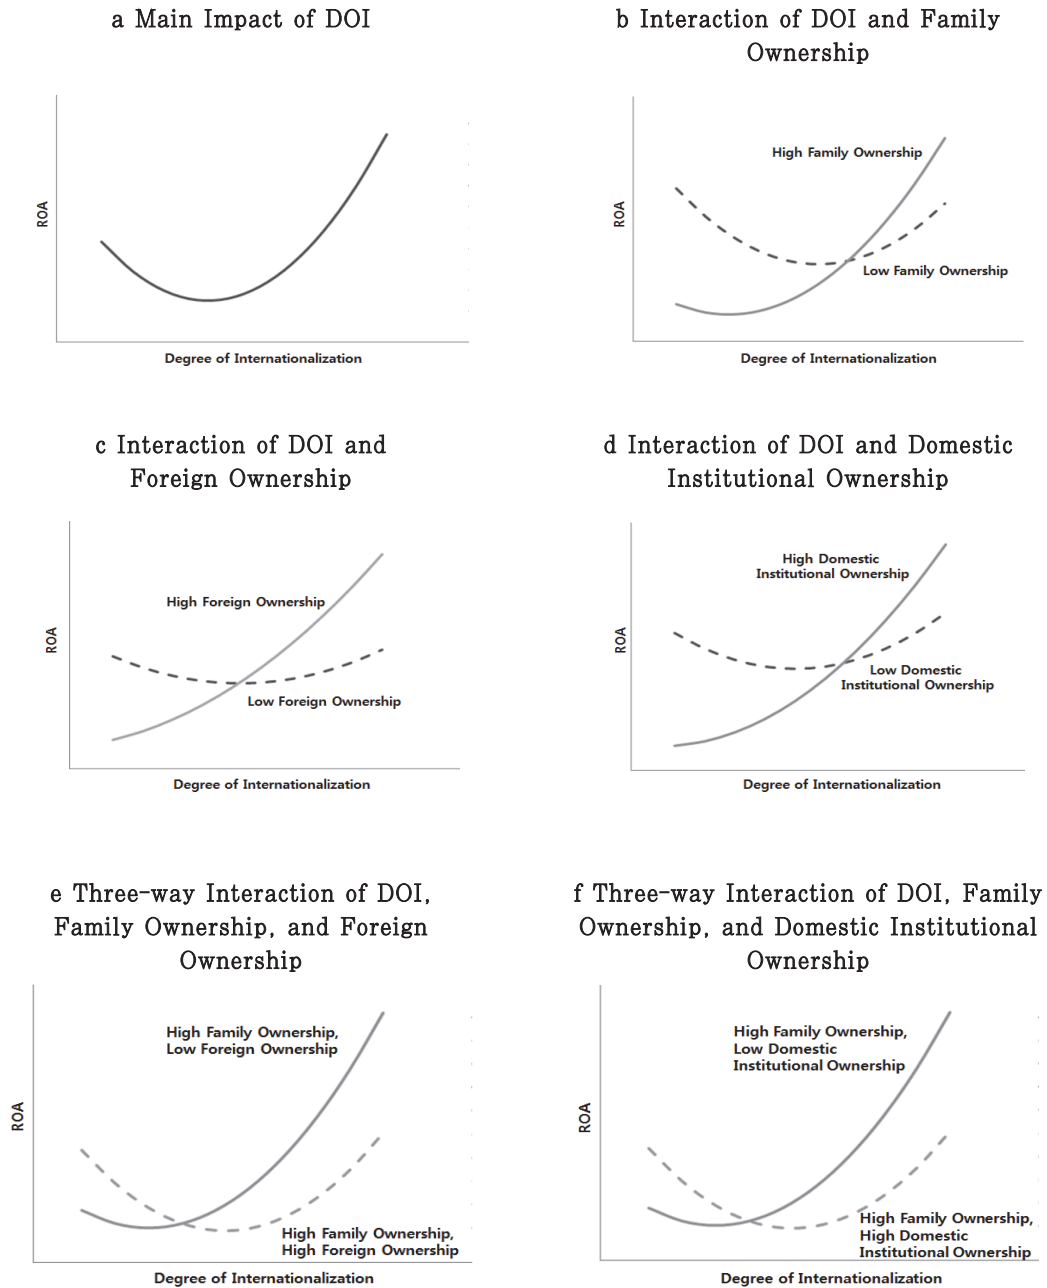 a Main Impact of DOI
ROA
Degree of Internationalization
b Interaction of DOI and Family
Ownership
High Family Ownership
ROA
Low Family Ownership
Degree of Internationalization
c Interaction of DOI and
Foreign Ownership
High Foreign Ownership
ROA
Low Foreign Ownership
Degree of Internationalization
d Interaction of DOI and Domestic
Institutional Ownership
High Domestic
Institutional Ownership
ROA
Low Domestic
Institutional Ownership
Degree of Internationalization
e Three-way Interaction of DOI,
Family Ownership, and Foreign
Ownership
High Family Ownership,
Low Foreign Ownership
ROA
High Family Ownership,
High Foreign Ownership
Degree of Internationalization
f Three-way Interaction of DOI, Family
Ownership, and Domestic Institutional
Ownership
High Family Ownership,
Low Domestic
Institutional Ownership
ROA
High Family Ownership,
High Domestic
Institutional Ownership
Degree of Internationalization